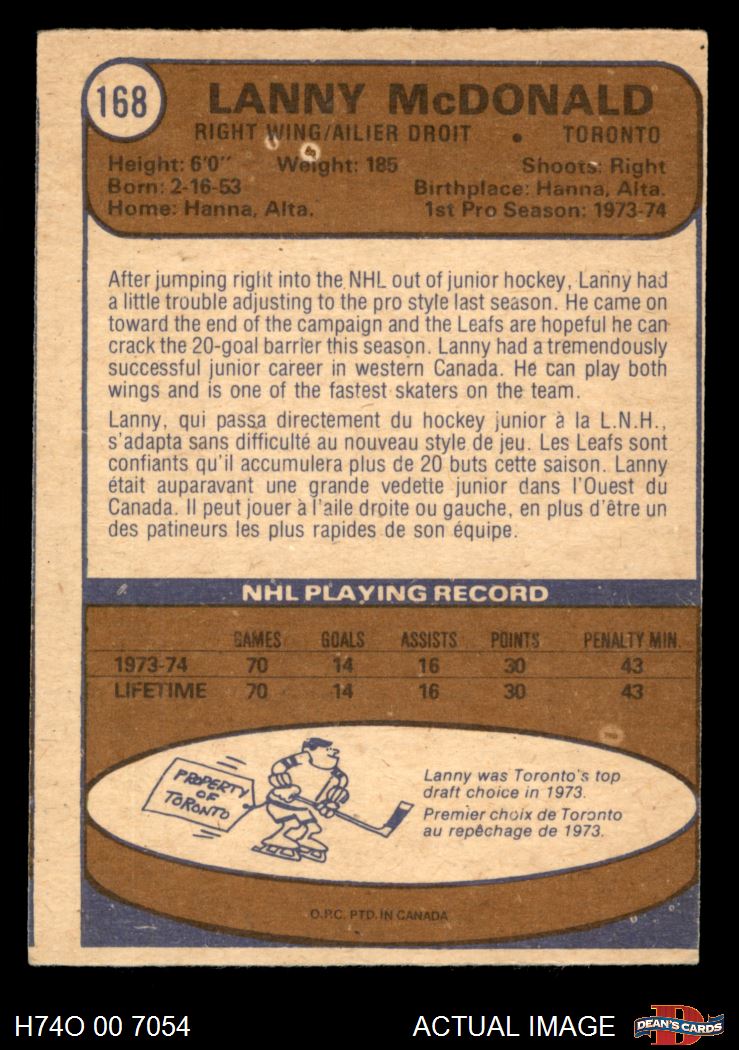 168
LANNY McDONALD
RIGHT WING/AILIER DROIT • TORONTO
Height: 6'0" Weight: 185 Shoots: Right
Born: 2-16-53 Birthplace: Hanna, Alta.
Home: Hanna, Alta. 1st Pro Season: 1973-74
After jumping right into the NHL out of junior hockey, Lanny had
a little trouble adjusting to the pro style last season. He came on
toward the end of the campaign and the Leafs are hopeful he can
crack the 20-goal barrier this season. Lanny had a tremendously
successful junior career in western Canada. He can play both
wings and is one of the fastest skaters on the team.
Lanny, qui passa directement du hockey junior à la L.N.H.,
s'adapta sans difficulté au nouveau style de jeu. Les Leafs sont
confiants qu'il accumulera plus de 20 buts cette saison. Lanny
était auparavant une grande vedette junior dans l'Ouest du
Canada. Il peut jouer à l'aile droite ou gauche, en plus d'être un
des patineurs les plus rapides de son équipe.
NHL PLAYING RECORD
GAMES GOALS ASSISTS POINTS PENALTY MIN.
1973-74 70 14 16 30 43
LIFETIME 70 14 16 30 43
PROPERTY
OF
TORONTO
Lanny was Toronto's top
draft choice in 1973.
Premier choix de Toronto
au repêchage de 1973.
O.P.C. PTD. IN CANADA
H74O 00 7054 ACTUAL IMAGE
D
DEAN'S CARDS